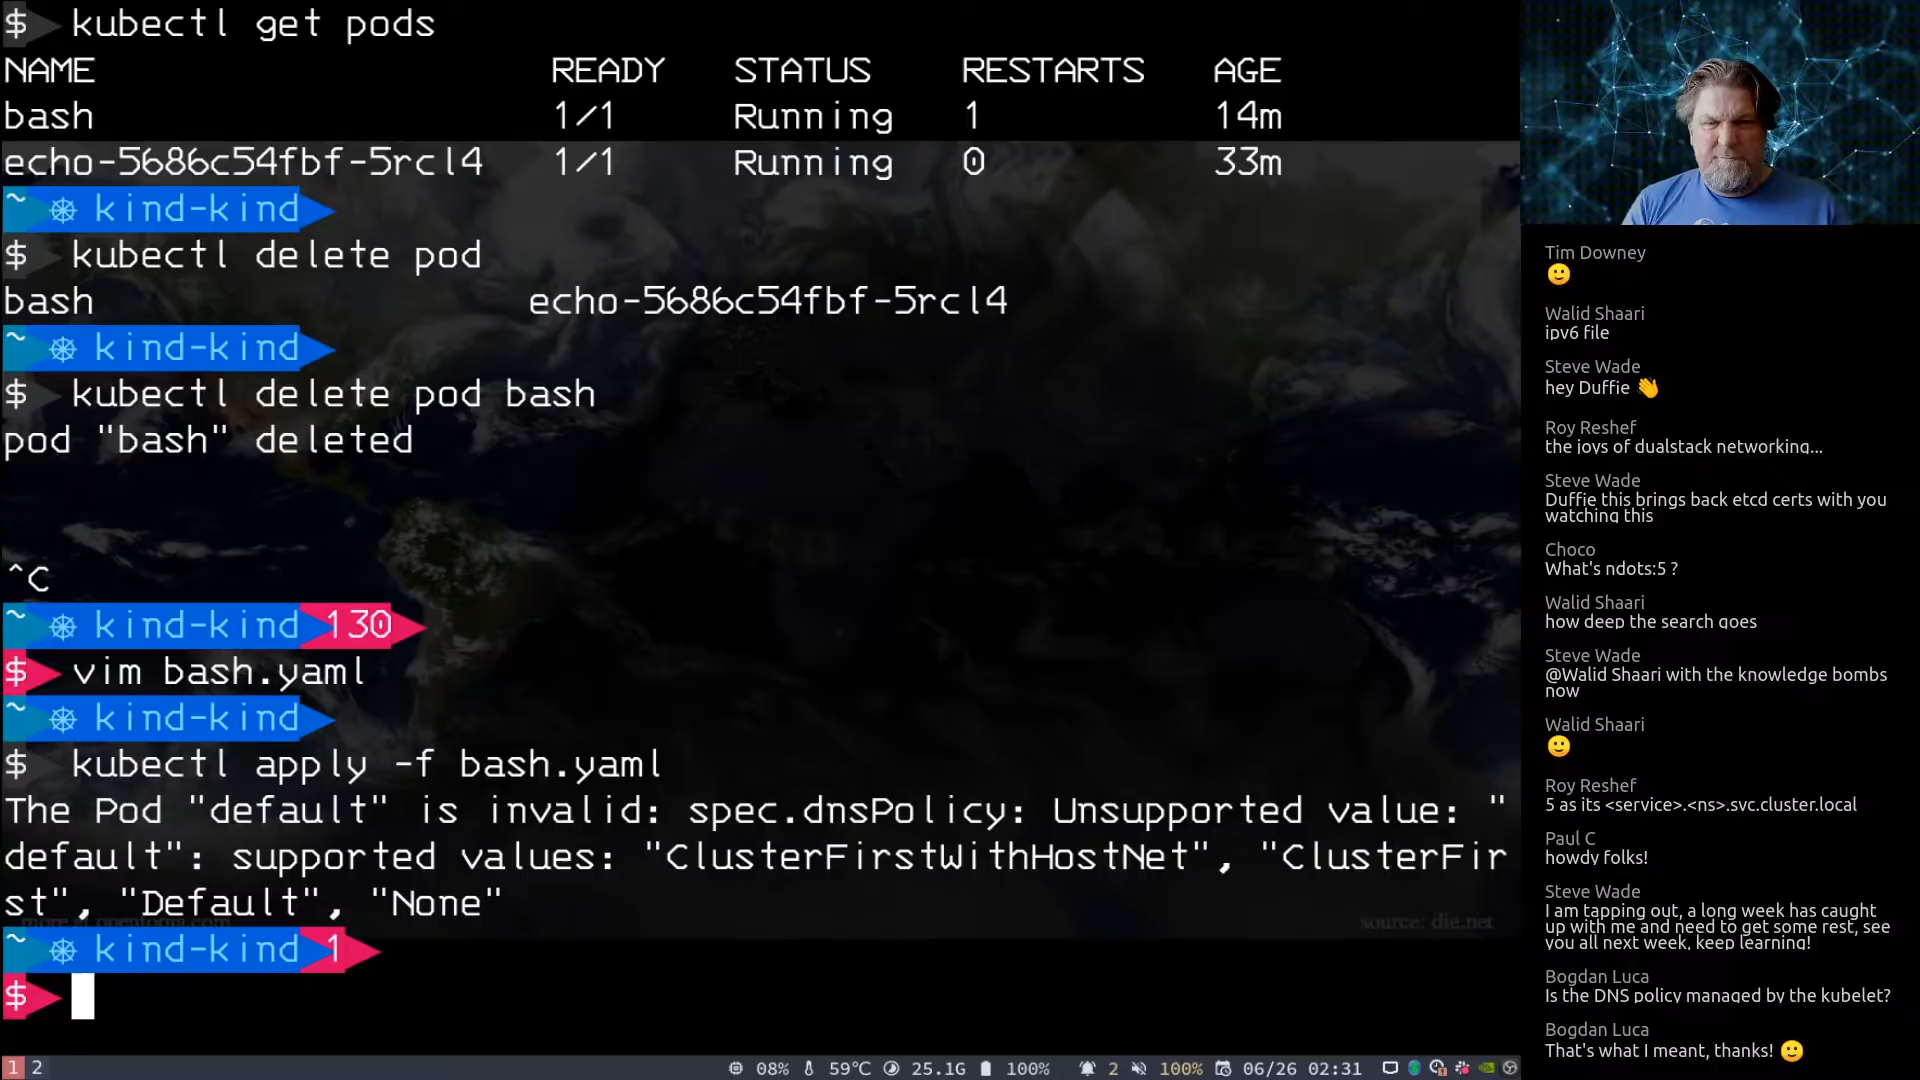 $ kubectl get pods
NAME READY STATUS RESTARTS AGE
bash 1/1 Running 1 14m
echo-5686c54fbf-5rcl4 1/1 Running 0 33m
~ kind-kind
$ kubectl delete pod
bash echo-5686c54fbf-5rcl4
~ kind-kind
$ kubectl delete pod bash
pod "bash" deleted
^C
~ kind-kind 130
$ vim bash.yaml
~ kind-kind
$ kubectl apply -f bash.yaml
The Pod "default" is invalid: spec.dnsPolicy: Unsupported value: "
default": supported values: "ClusterFirstWithHostNet", "ClusterFir
st", "Default", "None"
source: die.net
~ kind-kind 1
$
1 2 08% 59°C 25.1G 100% 2 100% 06/26 02:31
Tim Downey
🙂
Walid Shaari
ipv6 file
Steve Wade
hey Duffie 👋
Roy Reshef
the joys of dualstack networking...
Steve Wade
Duffie this brings back etcd certs with you
watching this
Choco
What's ndots:5 ?
Walid Shaari
how deep the search goes
Steve Wade
@Walid Shaari with the knowledge bombs
now
Walid Shaari
🙂
Roy Reshef
5 as its <service>.<ns>.svc.cluster.local
Paul C
howdy folks!
Steve Wade
I am tapping out, a long week has caught
up with me and need to get some rest, see
you all next week, keep learning!
Bogdan Luca
Is the DNS policy managed by the kubelet?
Bogdan Luca
That's what I meant, thanks! 🙂